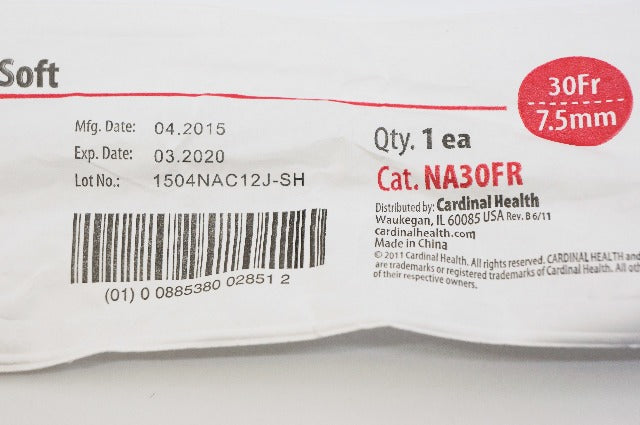 Soft
30Fr
7.5mm
Mfg. Date: 04.2015
Exp. Date: 03.2020
Lot No.: 1504NAC12J-SH
(01) 0 0885380 02851 2
Qty. 1 ea
Cat. NA30FR
Distributed by: Cardinal Health
Waukegan, IL 60085 USA Rev. B 6/11
cardinalhealth.com
Made in China
© 2011 Cardinal Health. All rights reserved. CARDINAL HEALTH and
are trademarks or registered trademarks of Cardinal Health. All
of their respective owners.